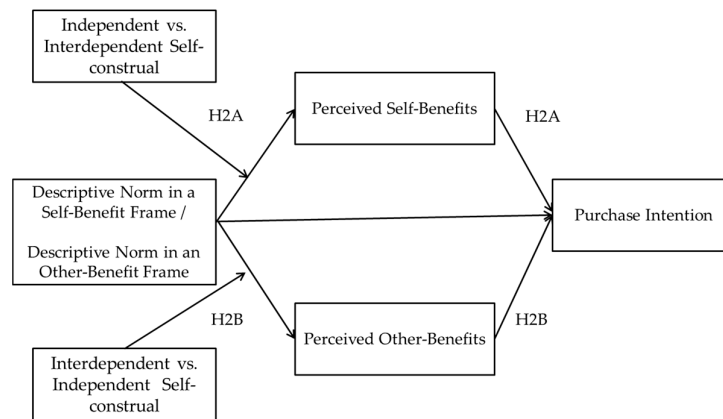 Independent vs.
Interdependent Self-
construal
H2A
Perceived Self-Benefits
H2A
Descriptive Norm in a
Self-Benefit Frame /
Descriptive Norm in an
Other-Benefit Frame
Purchase Intention
H2B
Perceived Other-Benefits
H2B
Interdependent vs.
Independent Self-
construal